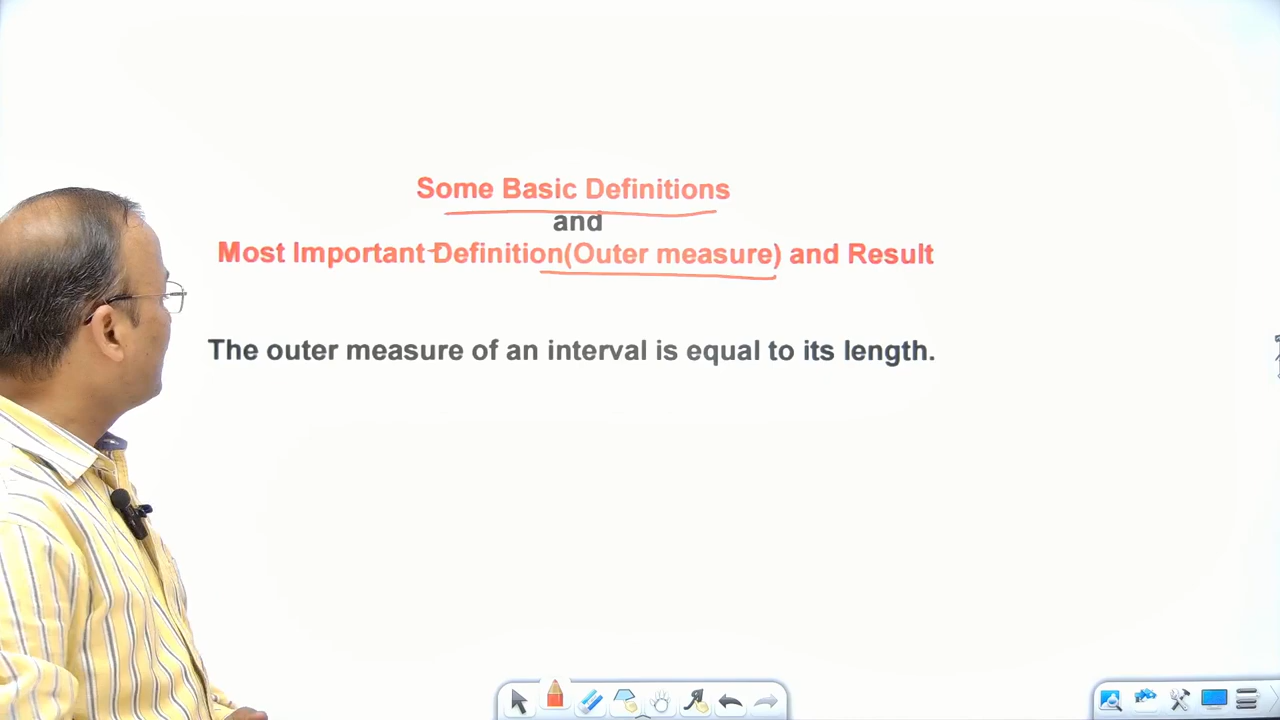 Some Basic Definitions
and
Most Important Definition(Outer measure) and Result
The outer measure of an interval is equal to its length.